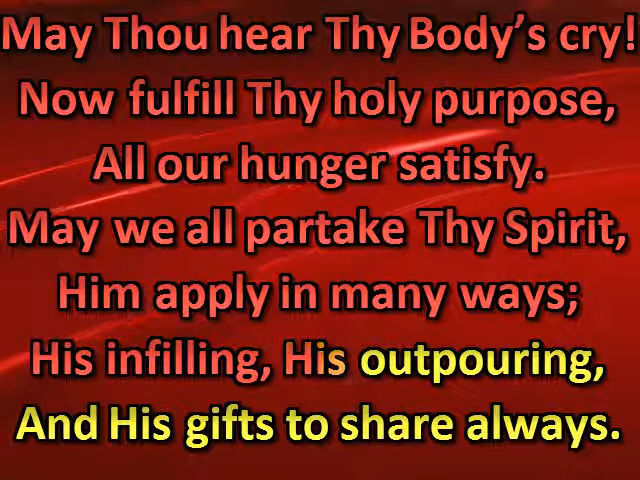 May Thou hear Thy Body’s cry!
Now fulfill Thy holy purpose,
All our hunger satisfy.
May we all partake Thy Spirit,
Him apply in many ways;
His infilling, His outpouring,
And His gifts to share always.